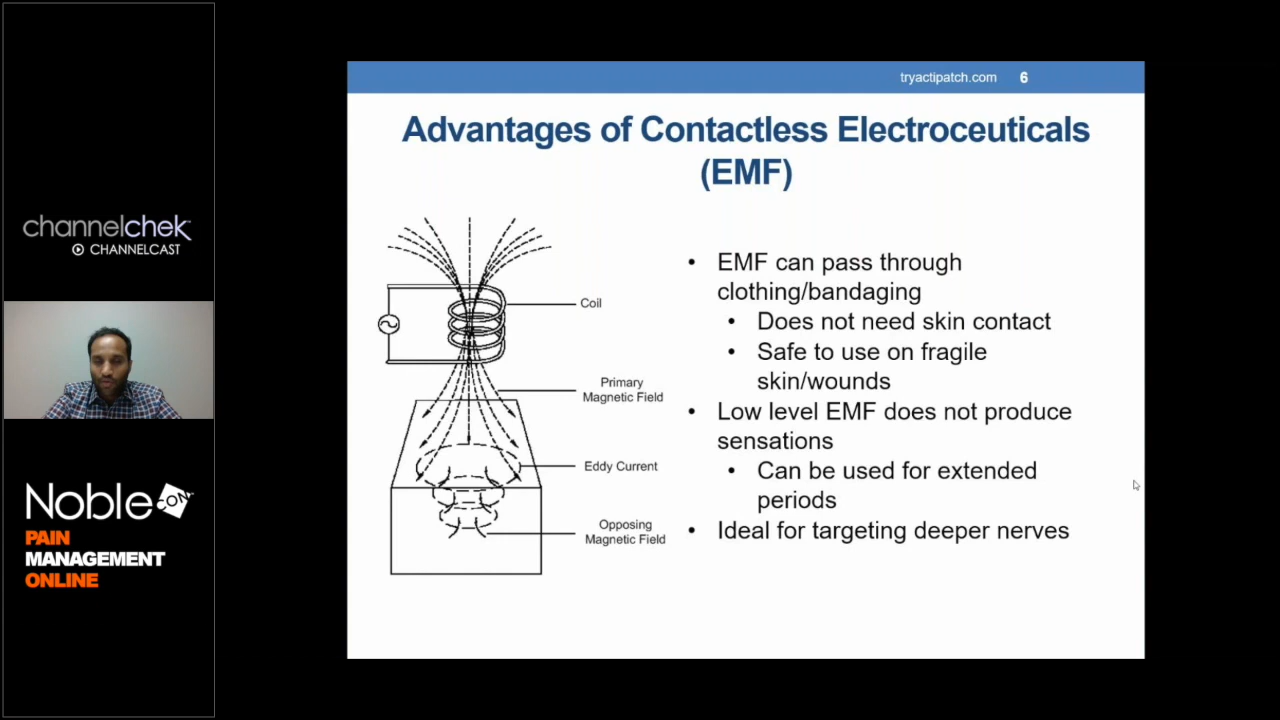 channelchek
CHANNELCAST
Noble CON
PAIN
MANAGEMENT
ONLINE
tryactipatch.com 6
Advantages of Contactless Electroceuticals
(EMF)
Coil
Primary
Magnetic Field
Eddy Current
Opposing
Magnetic Field
• EMF can pass through
clothing/bandaging
• Does not need skin contact
• Safe to use on fragile
skin/wounds
• Low level EMF does not produce
sensations
• Can be used for extended
periods
• Ideal for targeting deeper nerves